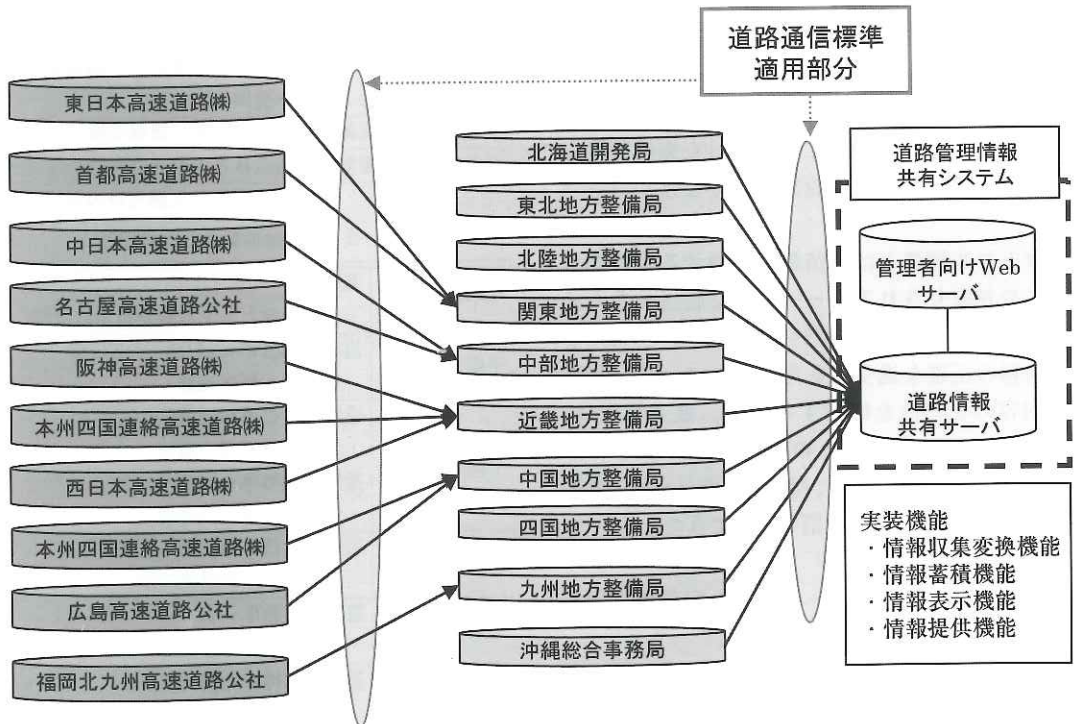 道路通信標準
適用部分
東日本高速道路㈱
首都高速道路㈱
中日本高速道路㈱
名古屋高速道路公社
阪神高速道路㈱
本州四国連絡高速道路㈱
西日本高速道路㈱
本州四国連絡高速道路㈱
広島高速道路公社
福岡北九州高速道路公社
北海道開発局
東北地方整備局
北陸地方整備局
関東地方整備局
中部地方整備局
近畿地方整備局
中国地方整備局
四国地方整備局
九州地方整備局
沖縄総合事務局
道路管理情報
共有システム
管理者向けWeb
サーバ
道路情報
共有サーバ
実装機能
・情報収集変換機能
・情報蓄積機能
・情報表示機能
・情報提供機能